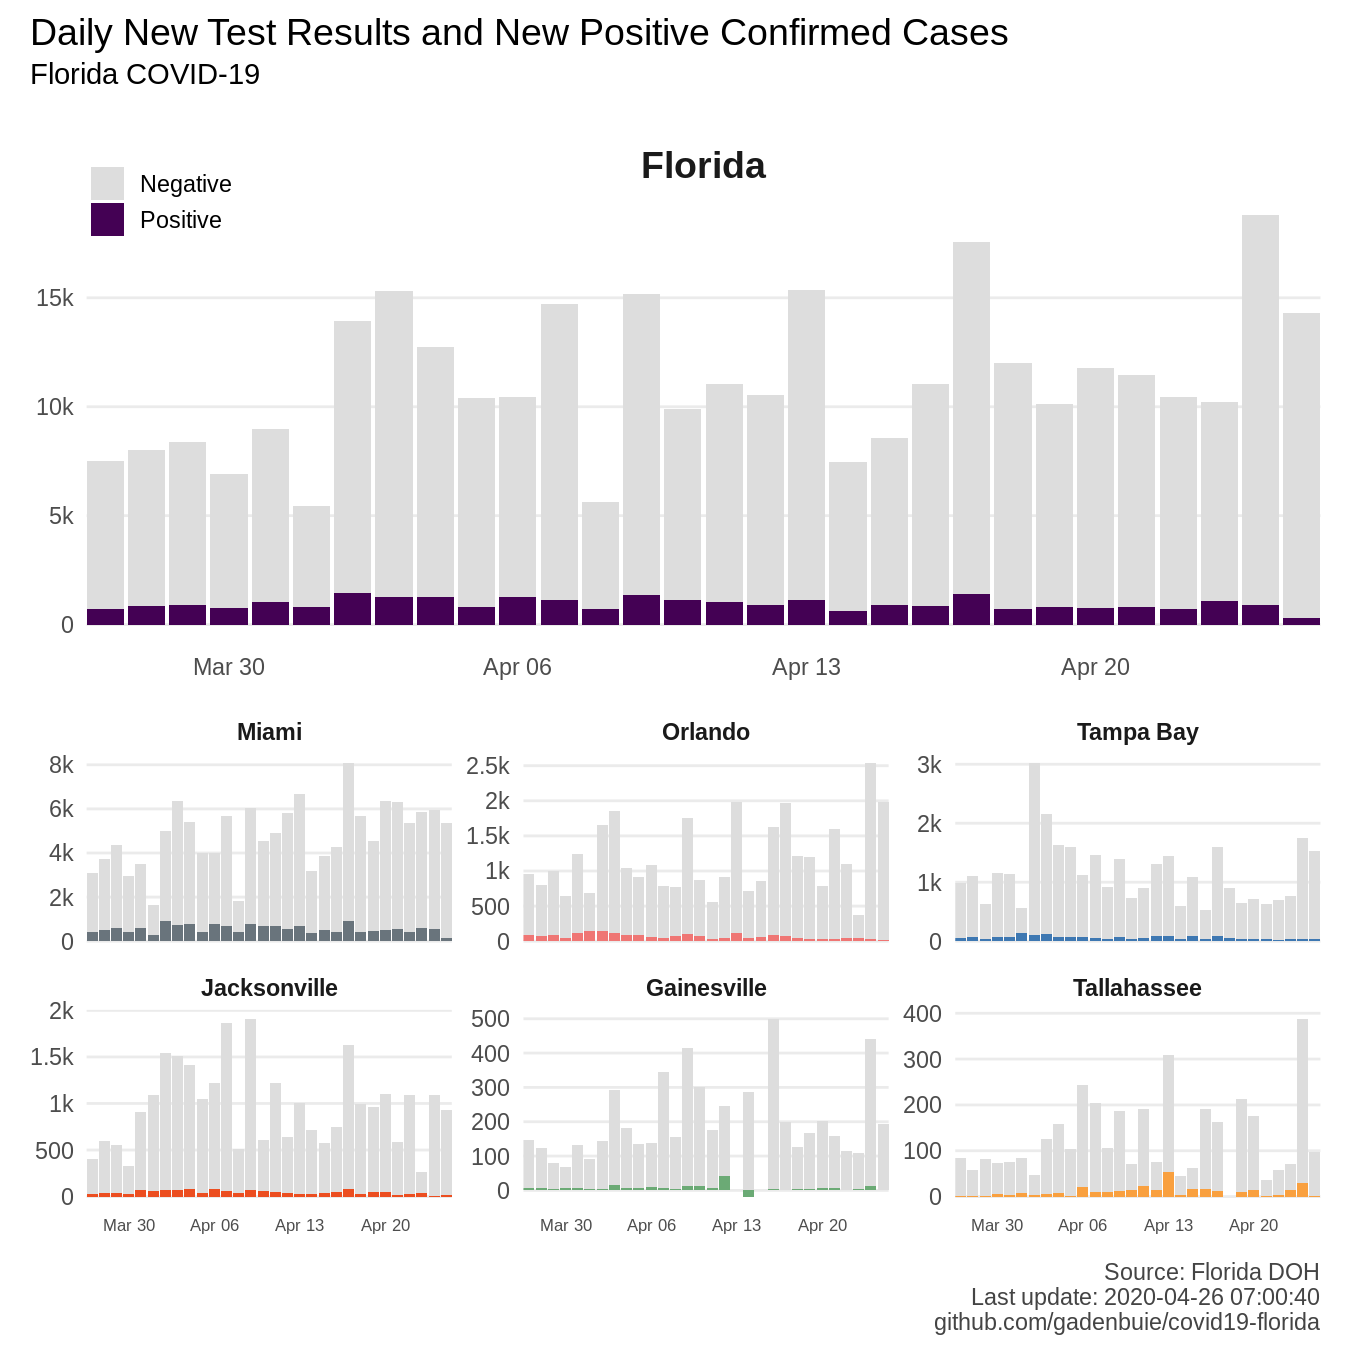 Daily New Test Results and New Positive Confirmed Cases
Florida COVID-19
Florida
Negative
Positive
15k
10k
5k
0
Mar 30 Apr 06 Apr 13 Apr 20
Miami
8k
6k
4k
2k
0
Orlando
2.5k
2k
1.5k
1k
500
0
Tampa Bay
3k
2k
1k
0
Jacksonville
2k
1.5k
1k
500
0
Mar 30 Apr 06 Apr 13 Apr 20
Gainesville
500
400
300
200
100
0
Mar 30 Apr 06 Apr 13 Apr 20
Tallahassee
400
300
200
100
0
Mar 30 Apr 06 Apr 13 Apr 20
Source: Florida DOH
Last update: 2020-04-26 07:00:40
github.com/gadenbuie/covid19-florida